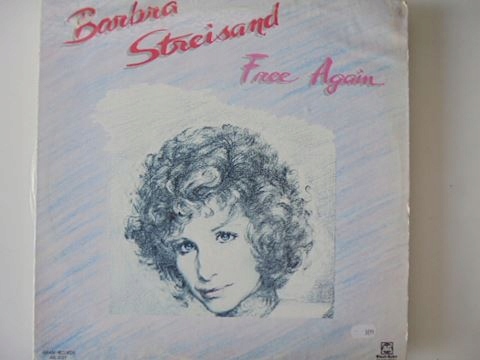 Barbra
Streisand
Free Again